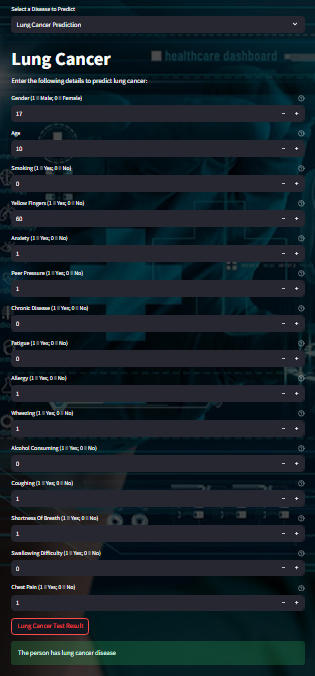 Select a Disease to Predict
Lung Cancer Prediction
healthcare dashboard
Lung Cancer
Enter the following details to predict lung cancer:
Gender (1 = Male; 0 = Female)
17
Age
10
Smoking (1 = Yes; 0 = No)
0
Yellow Fingers (1 = Yes; 0 = No)
60
Anxiety (1 = Yes; 0 = No)
1
Peer Pressure (1 = Yes; 0 = No)
1
Chronic Disease (1 = Yes; 0 = No)
0
Fatigue (1 = Yes; 0 = No)
0
Allergy (1 = Yes; 0 = No)
1
Wheezing (1 = Yes; 0 = No)
1
Alcohol Consuming (1 = Yes; 0 = No)
0
Coughing (1 = Yes; 0 = No)
1
Shortness Of Breath (1 = Yes; 0 = No)
1
Swallowing Difficulty (1 = Yes; 0 = No)
0
Chest Pain (1 = Yes; 0 = No)
1
Lung Cancer Test Result
The person has lung cancer disease